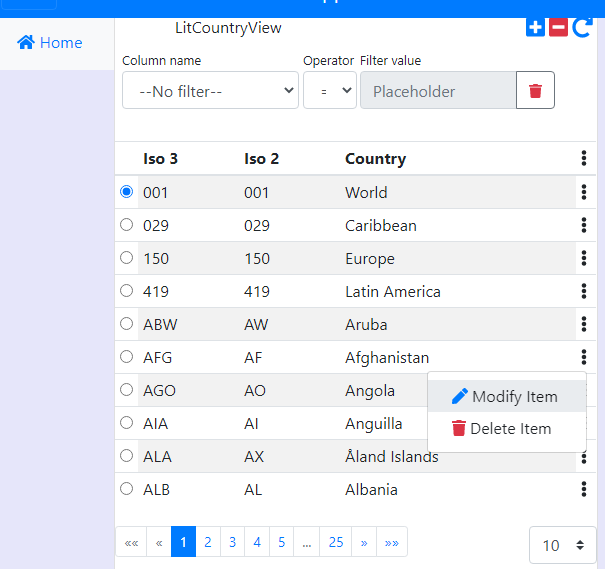 LitCountryView
Home
Column name Operator Filter value
--No filter-- = Placeholder
Iso 3 Iso 2 Country
001 001 World
029 029 Caribbean
150 150 Europe
419 419 Latin America
ABW AW Aruba
AFG AF Afghanistan
AGO AO Angola
Modify Item
AIA AI Anguilla
Delete Item
ALA AX Åland Islands
ALB AL Albania
«« « 1 2 3 4 5 ... 25 » »» 10